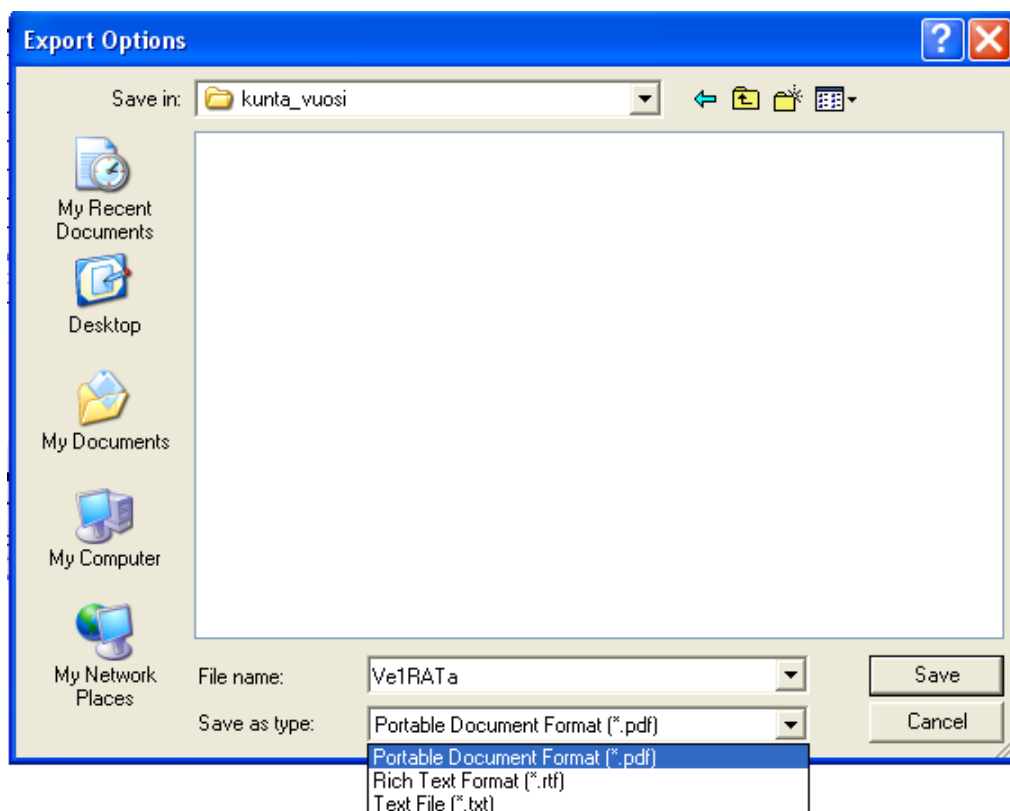 Export Options
Save in: kunta_vuosi
My Recent
Documents
Desktop
My Documents
My Computer
My Network
Places
File name: Ve1RATa Save
Save as type: Portable Document Format (*.pdf) Cancel
Portable Document Format (*.pdf)
Rich Text Format (*.rtf)
Text File (*.txt)